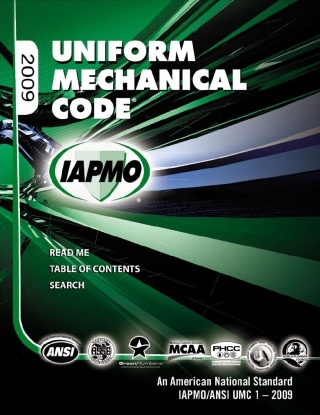 2009
UNIFORM
MECHANICAL
CODE®
IAPMO®
READ ME
TABLE OF CONTENTS
SEARCH
ANSI
MCAA
PHCC
An American National Standard
IAPMO/ANSI UMC 1 – 2009